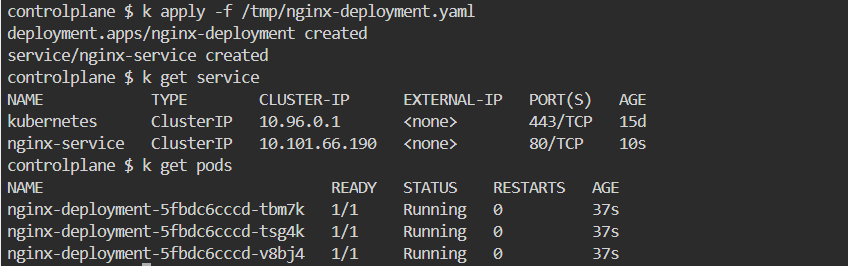 controlplane $ k apply -f /tmp/nginx-deployment.yaml
deployment.apps/nginx-deployment created
service/nginx-service created
controlplane $ k get service
NAME            TYPE        CLUSTER-IP      EXTERNAL-IP   PORT(S)   AGE
kubernetes      ClusterIP   10.96.0.1       <none>        443/TCP   15d
nginx-service   ClusterIP   10.101.66.190   <none>        80/TCP    10s
controlplane $ k get pods
NAME                                READY   STATUS    RESTARTS   AGE
nginx-deployment-5fbdc6cccd-tbm7k   1/1     Running   0          37s
nginx-deployment-5fbdc6cccd-tsg4k   1/1     Running   0          37s
nginx-deployment-5fbdc6cccd-v8bj4   1/1     Running   0          37s